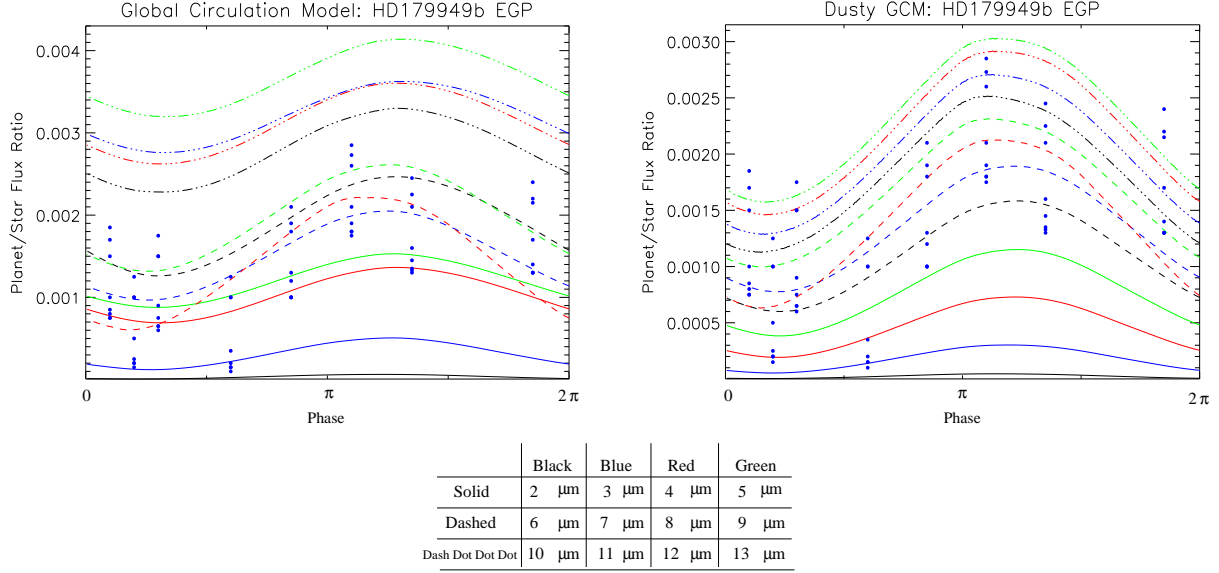 Global Circulation Model: HD179949b EGP
Planet/Star Flux Ratio
0.004
0.003
0.002
0.001
0
π
2π
Phase
Dusty GCM: HD179949b EGP
Planet/Star Flux Ratio
0.0030
0.0025
0.0020
0.0015
0.0010
0.0005
0
π
2π
Phase
Black Blue Red Green
Solid 2 μm 3 μm 4 μm 5 μm
Dashed 6 μm 7 μm 8 μm 9 μm
Dash Dot Dot Dot 10 μm 11 μm 12 μm 13 μm